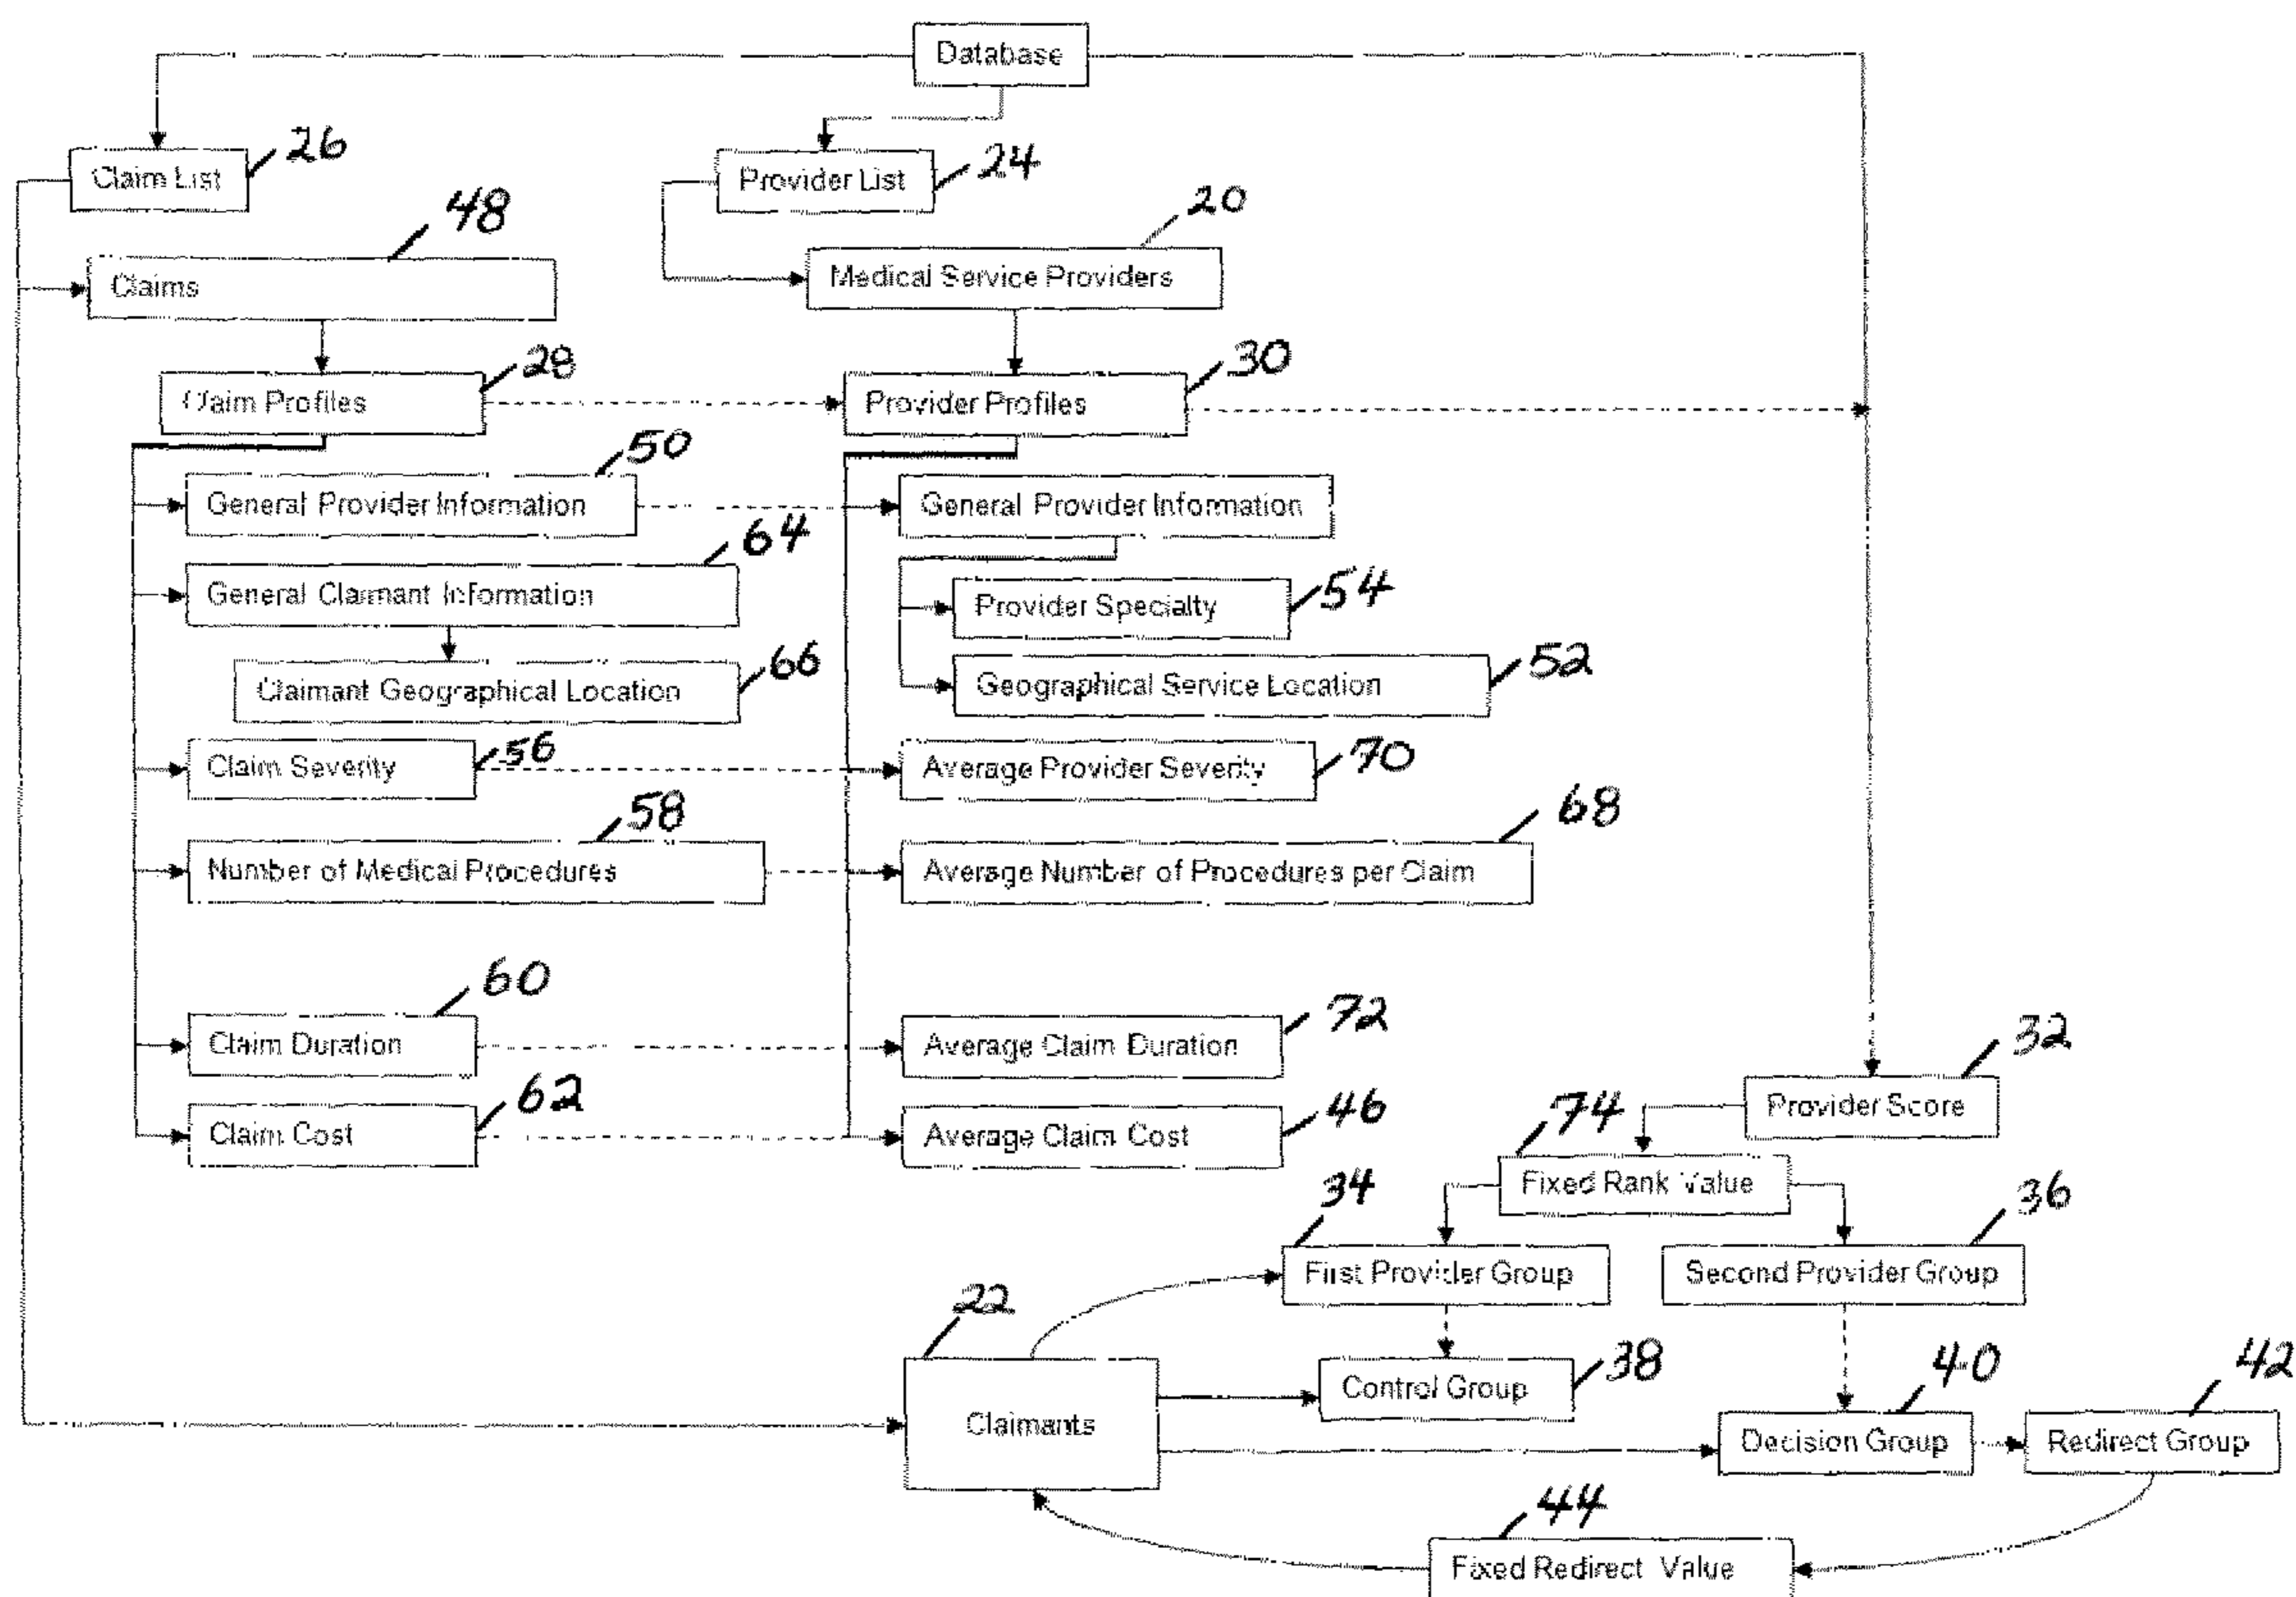 Database
Claim List
26
Provider List
24
48
20
Claims
Medical Service Providers
28
30
Claim Profiles
Provider Profiles
50
General Provider Information
General Provider Information
64
General Claimant Information
Provider Specialty
54
Claimant Geographical Location
66
Geographical Service Location
52
Claim Severity
56
Average Provider Severity
70
58
68
Number of Medical Procedures
Average Number of Procedures per Claim
60
72
Claim Duration
Average Claim Duration
32
62
46
74
Provider Score
Claim Cost
Average Claim Cost
34
Fixed Rank Value
36
First Provider Group
Second Provider Group
22
38
40
42
Control Group
Claimants
Decision Group
Redirect Group
44
Fixed Redirect Value